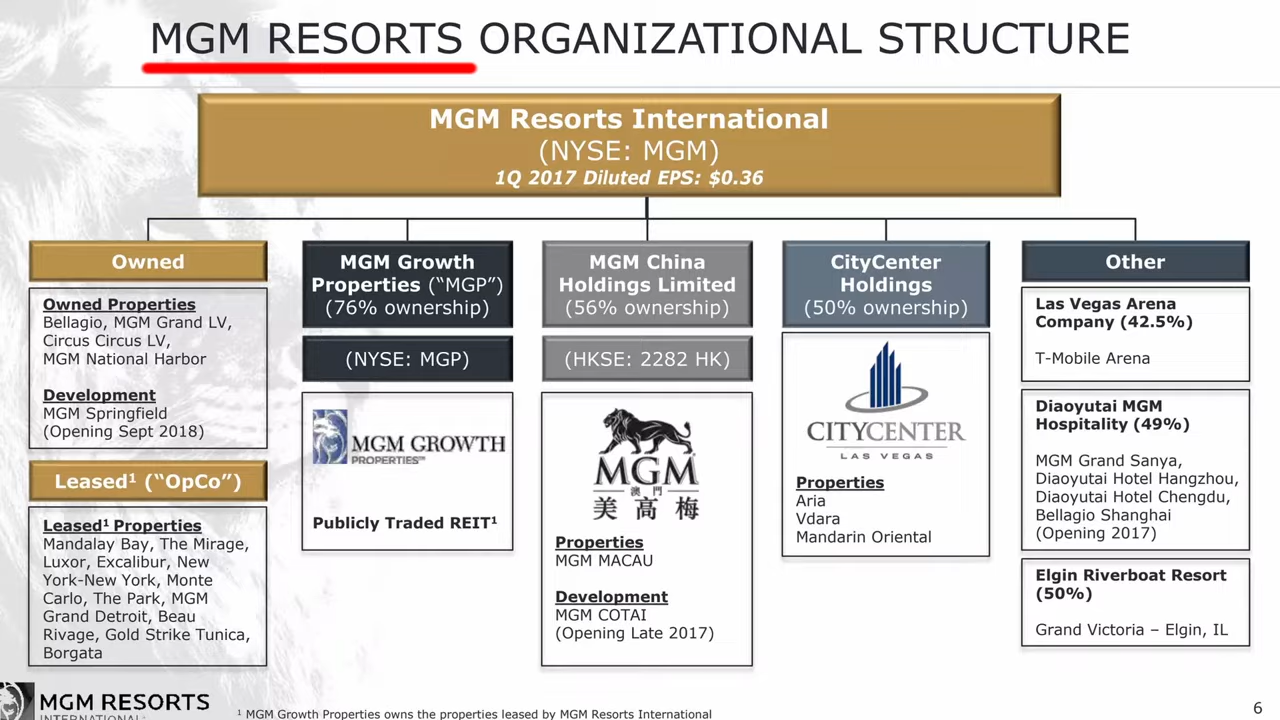 MGM RESORTS ORGANIZATIONAL STRUCTURE
MGM Resorts International
(NYSE: MGM)
1Q 2017 Diluted EPS: $0.36
Owned
Owned Properties
Bellagio, MGM Grand LV,
Circus Circus LV,
MGM National Harbor
Development
MGM Springfield
(Opening Sept 2018)
Leased¹ (“OpCo”)
Leased¹ Properties
Mandalay Bay, The Mirage,
Luxor, Excalibur, New
York-New York, Monte
Carlo, The Park, MGM
Grand Detroit, Beau
Rivage, Gold Strike Tunica,
Borgata
MGM Growth
Properties (“MGP”)
(76% ownership)
(NYSE: MGP)
MGM GROWTH
PROPERTIES™
Publicly Traded REIT¹
MGM China
Holdings Limited
(56% ownership)
(HKSE: 2282 HK)
MGM
澳門
美高梅
Properties
MGM MACAU
Development
MGM COTAI
(Opening Late 2017)
CityCenter
Holdings
(50% ownership)
CITYCENTER
LAS VEGAS
Properties
Aria
Vdara
Mandarin Oriental
Other
Las Vegas Arena
Company (42.5%)
T-Mobile Arena
Diaoyutai MGM
Hospitality (49%)
MGM Grand Sanya,
Diaoyutai Hotel Hangzhou,
Diaoyutai Hotel Chengdu,
Bellagio Shanghai
(Opening 2017)
Elgin Riverboat Resort
(50%)
Grand Victoria – Elgin, IL
MGM RESORTS
INTERNATIONAL
¹ MGM Growth Properties owns the properties leased by MGM Resorts International
6